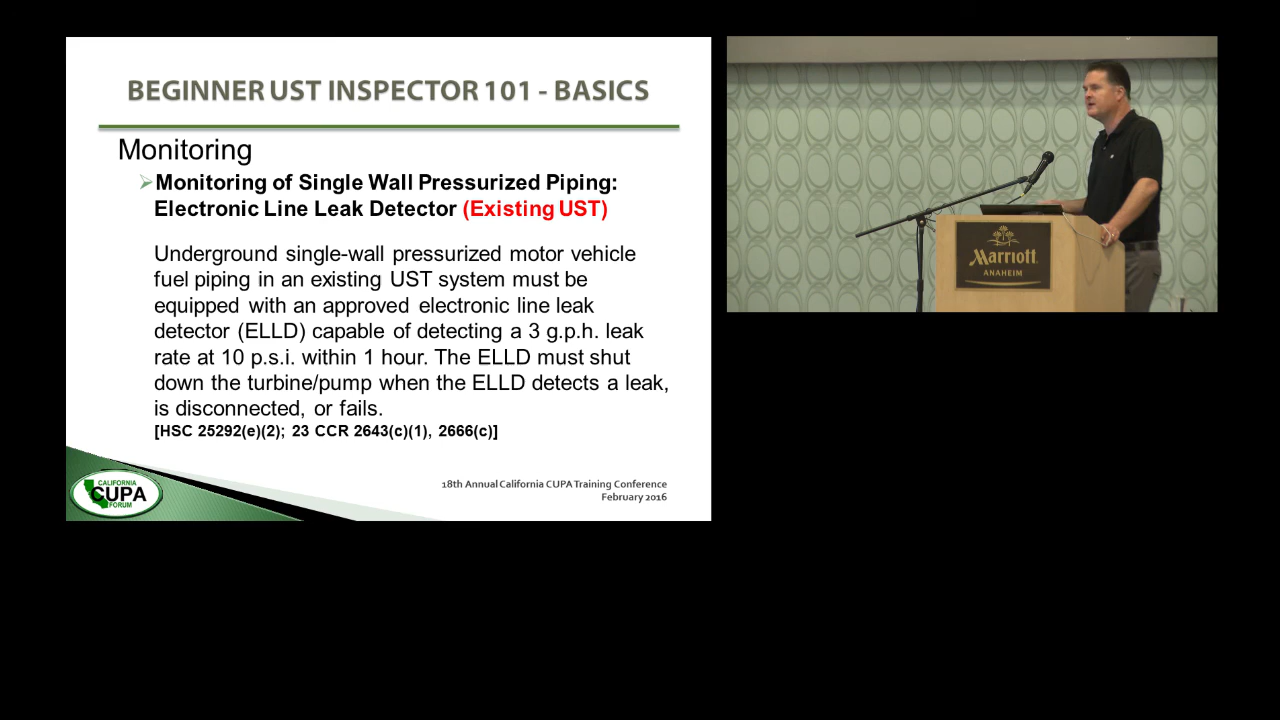 BEGINNER UST INSPECTOR 101 - BASICS
Monitoring
Monitoring of Single Wall Pressurized Piping:
Electronic Line Leak Detector (Existing UST)
Underground single-wall pressurized motor vehicle
fuel piping in an existing UST system must be
equipped with an approved electronic line leak
detector (ELLD) capable of detecting a 3 g.p.h. leak
rate at 10 p.s.i. within 1 hour. The ELLD must shut
down the turbine/pump when the ELLD detects a leak,
is disconnected, or fails.
[HSC 25292(e)(2); 23 CCR 2643(c)(1), 2666(c)]
18th Annual California CUPA Training Conference
February 2016
CALIFORNIA
CUPA
FORUM
Marriott
ANAHEIM